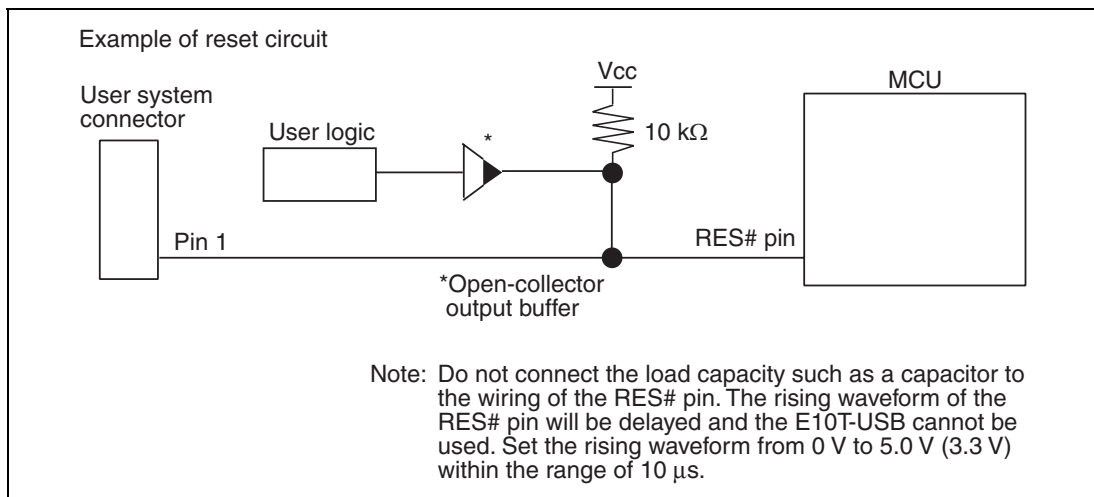 Example of reset circuit
User system
connector
User logic
*
Vcc
10 kΩ
MCU
Pin 1
RES# pin
*Open-collector
output buffer
Note: Do not connect the load capacity such as a capacitor to
the wiring of the RES# pin. The rising waveform of the
RES# pin will be delayed and the E10T-USB cannot be
used. Set the rising waveform from 0 V to 5.0 V (3.3 V)
within the range of 10 µs.